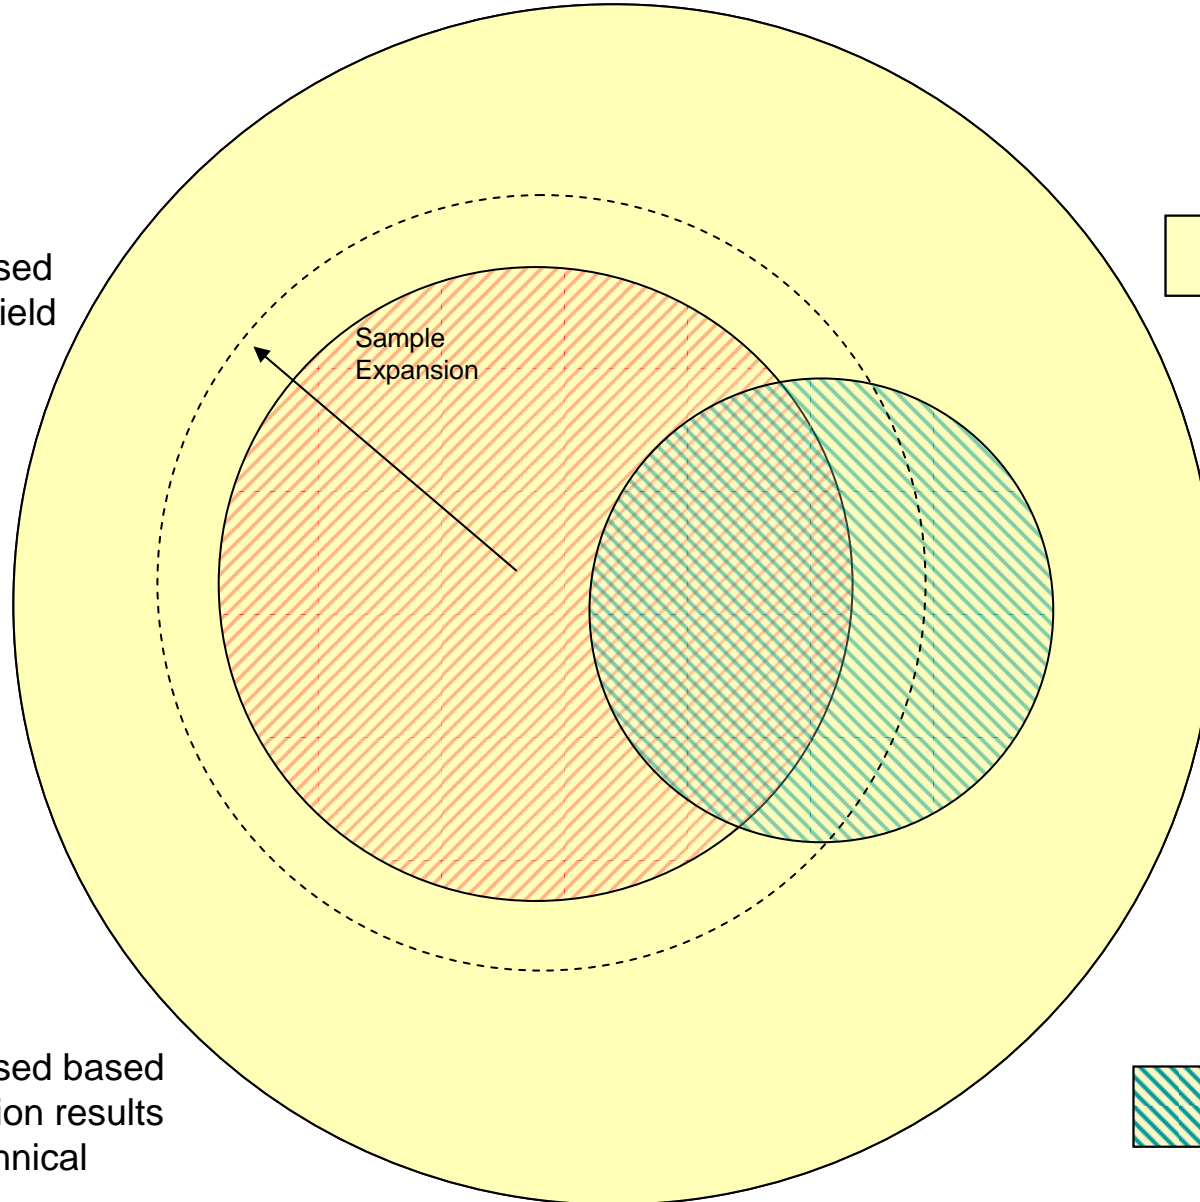 sed
ield
Sample
Expansion
sed based
ion results
nnical